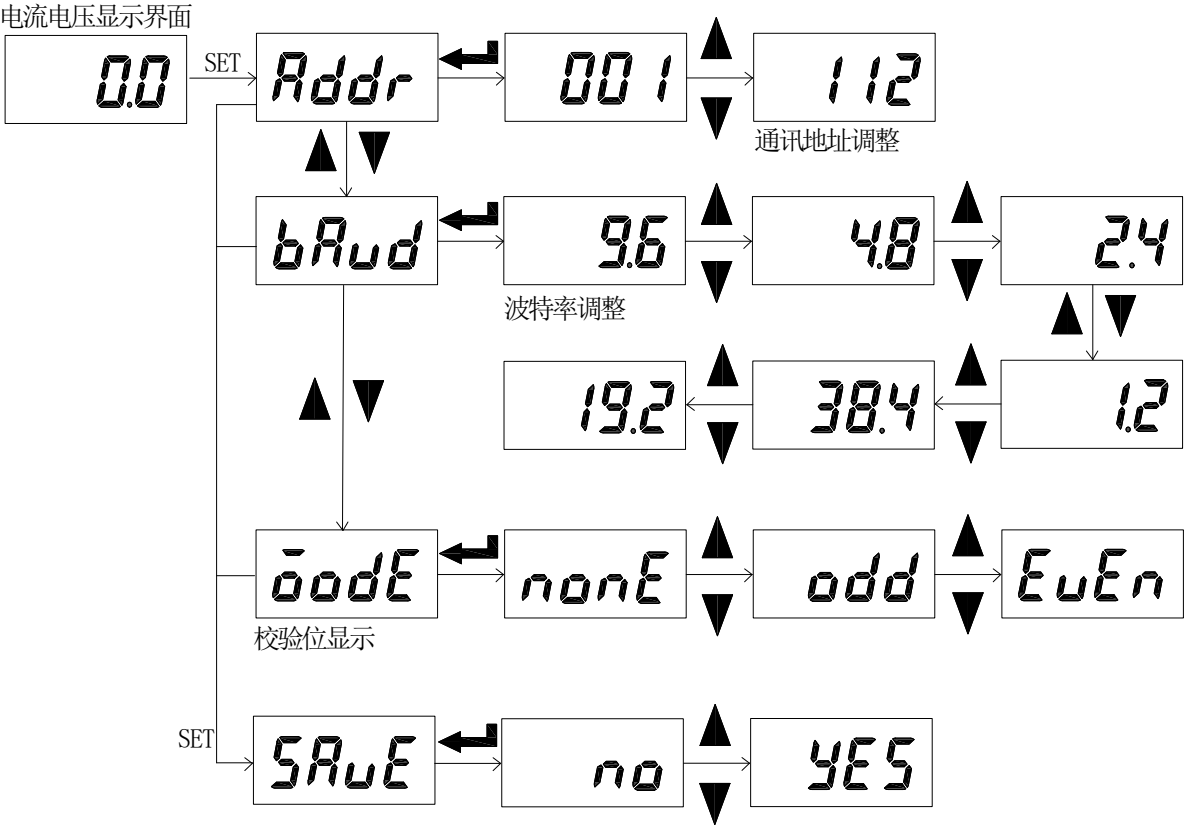 电流电压显示界面
0.0
SET
Addr
001
112
通讯地址调整
bAud
9.6
4.8
2.4
波特率调整
19.2
38.4
1.2
ōodE
nonE
odd
EvEn
校验位显示
SET
SAvE
no
YES